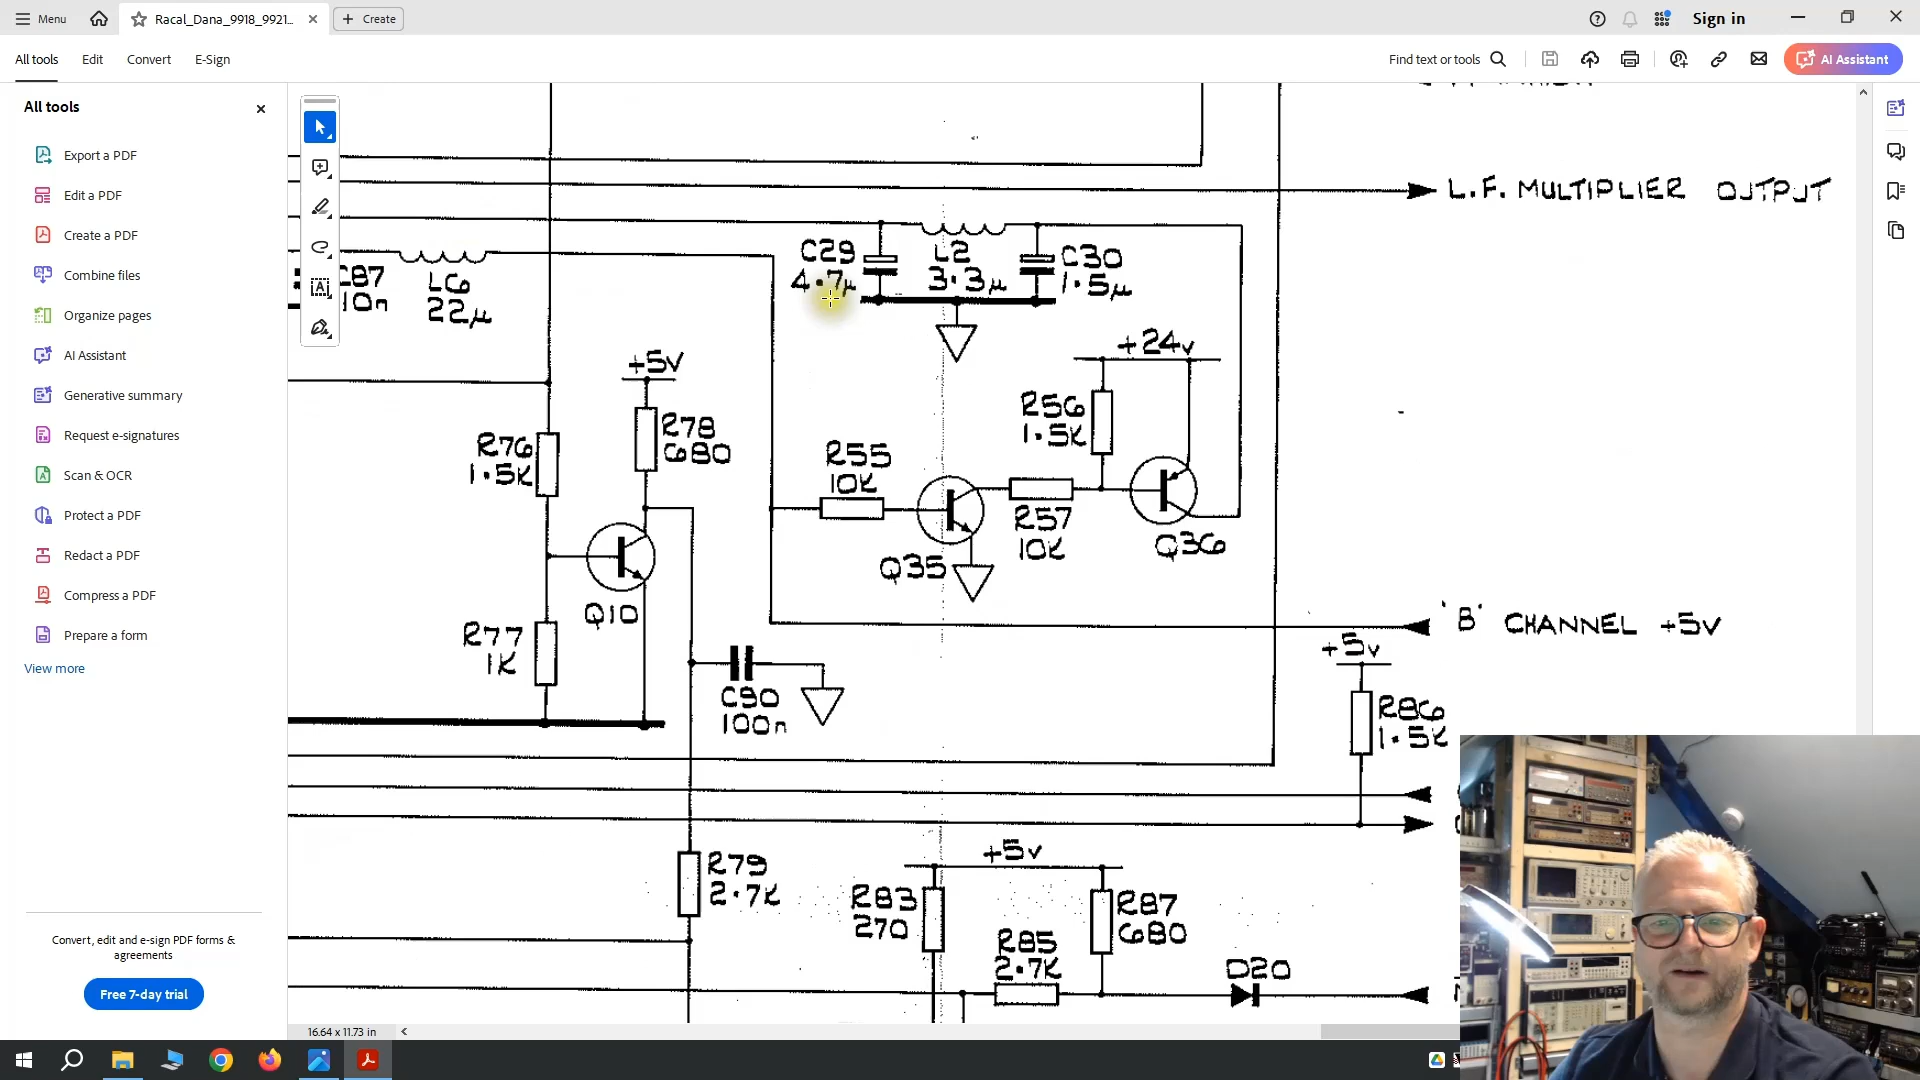 Menu
Racal_Dana_9918_9921...
Create
Sign in
All tools
Edit
Convert
E-Sign
Find text or tools
AI Assistant
All tools
Export a PDF
Edit a PDF
Create a PDF
Combine files
Organize pages
AI Assistant
Generative summary
Request e-signatures
Scan & OCR
Protect a PDF
Redact a PDF
Compress a PDF
Prepare a form
View more
Convert, edit and e-sign PDF forms &
agreements
Free 7-day trial
L.F. MULTIPLIER OUTPUT
C29
4.7µ
L2
3.3µ
C30
1.5µ
C87
10n
L6
22µ
+24v
+5V
R78
680
R56
1.5K
R76
1.5K
R55
10K
R57
10K
Q36
Q35
Q10
R77
1K
'B' CHANNEL +5V
+5v
C90
100n
R86
1.5K
R79
2.7K
+5v
R83
270
R87
680
R85
2.7K
D20
16.64 x 11.73 in